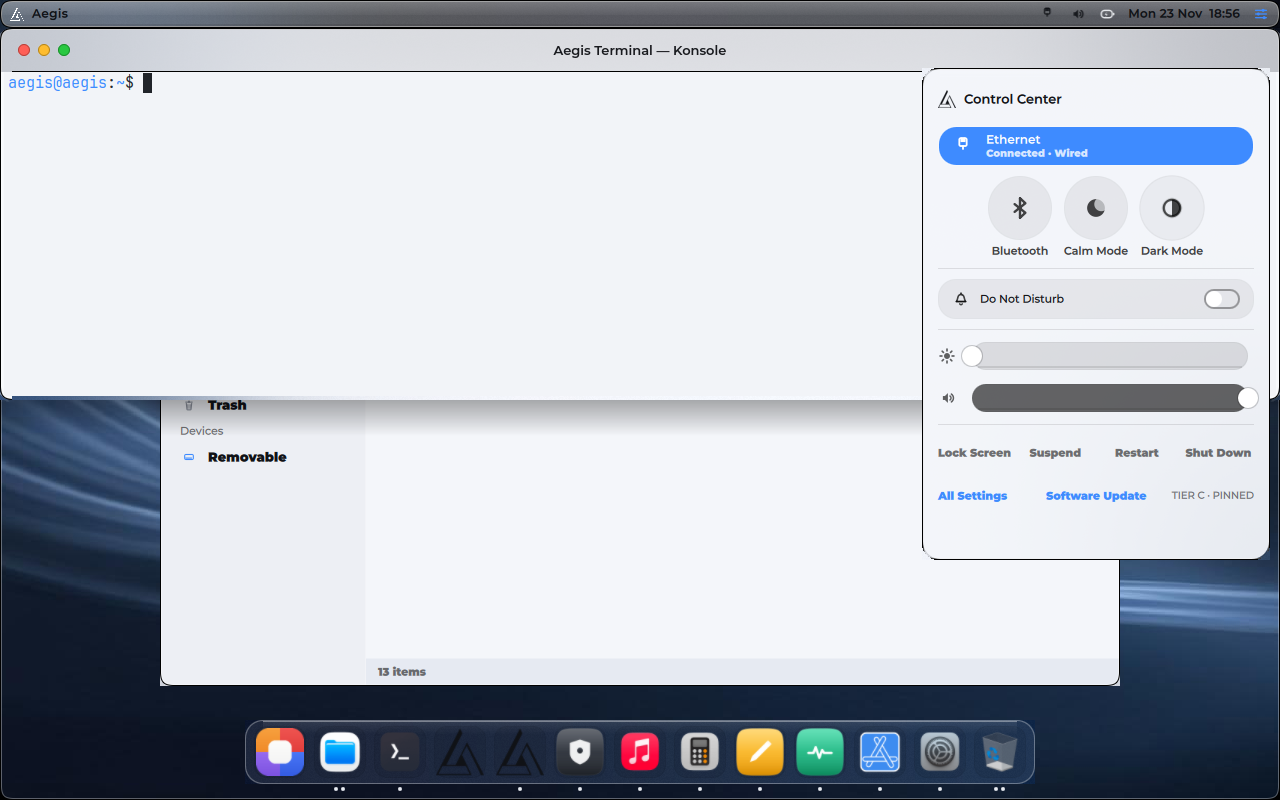 Aegis
Mon 23 Nov 18:56
Aegis Terminal — Konsole
aegis@aegis:~$
Control Center
Ethernet
Connected · Wired
Bluetooth
Calm Mode
Dark Mode
Do Not Disturb
Lock Screen
Suspend
Restart
Shut Down
All Settings
Software Update
TIER C · PINNED
Trash
Devices
Removable
13 items